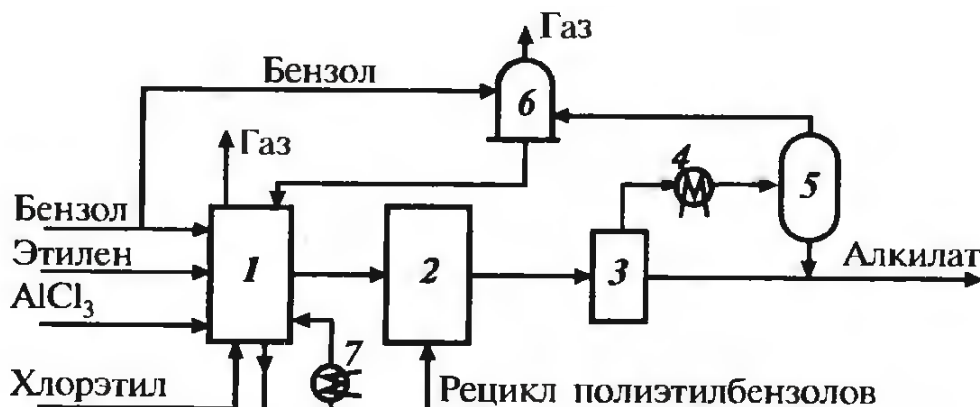 Газ
Бензол
6
Газ
4
5
Бензол
Этилен
1
2
3
Алкилат
AlCl₃
7
Хлорэтил
Рецикл полиэтилбензолов